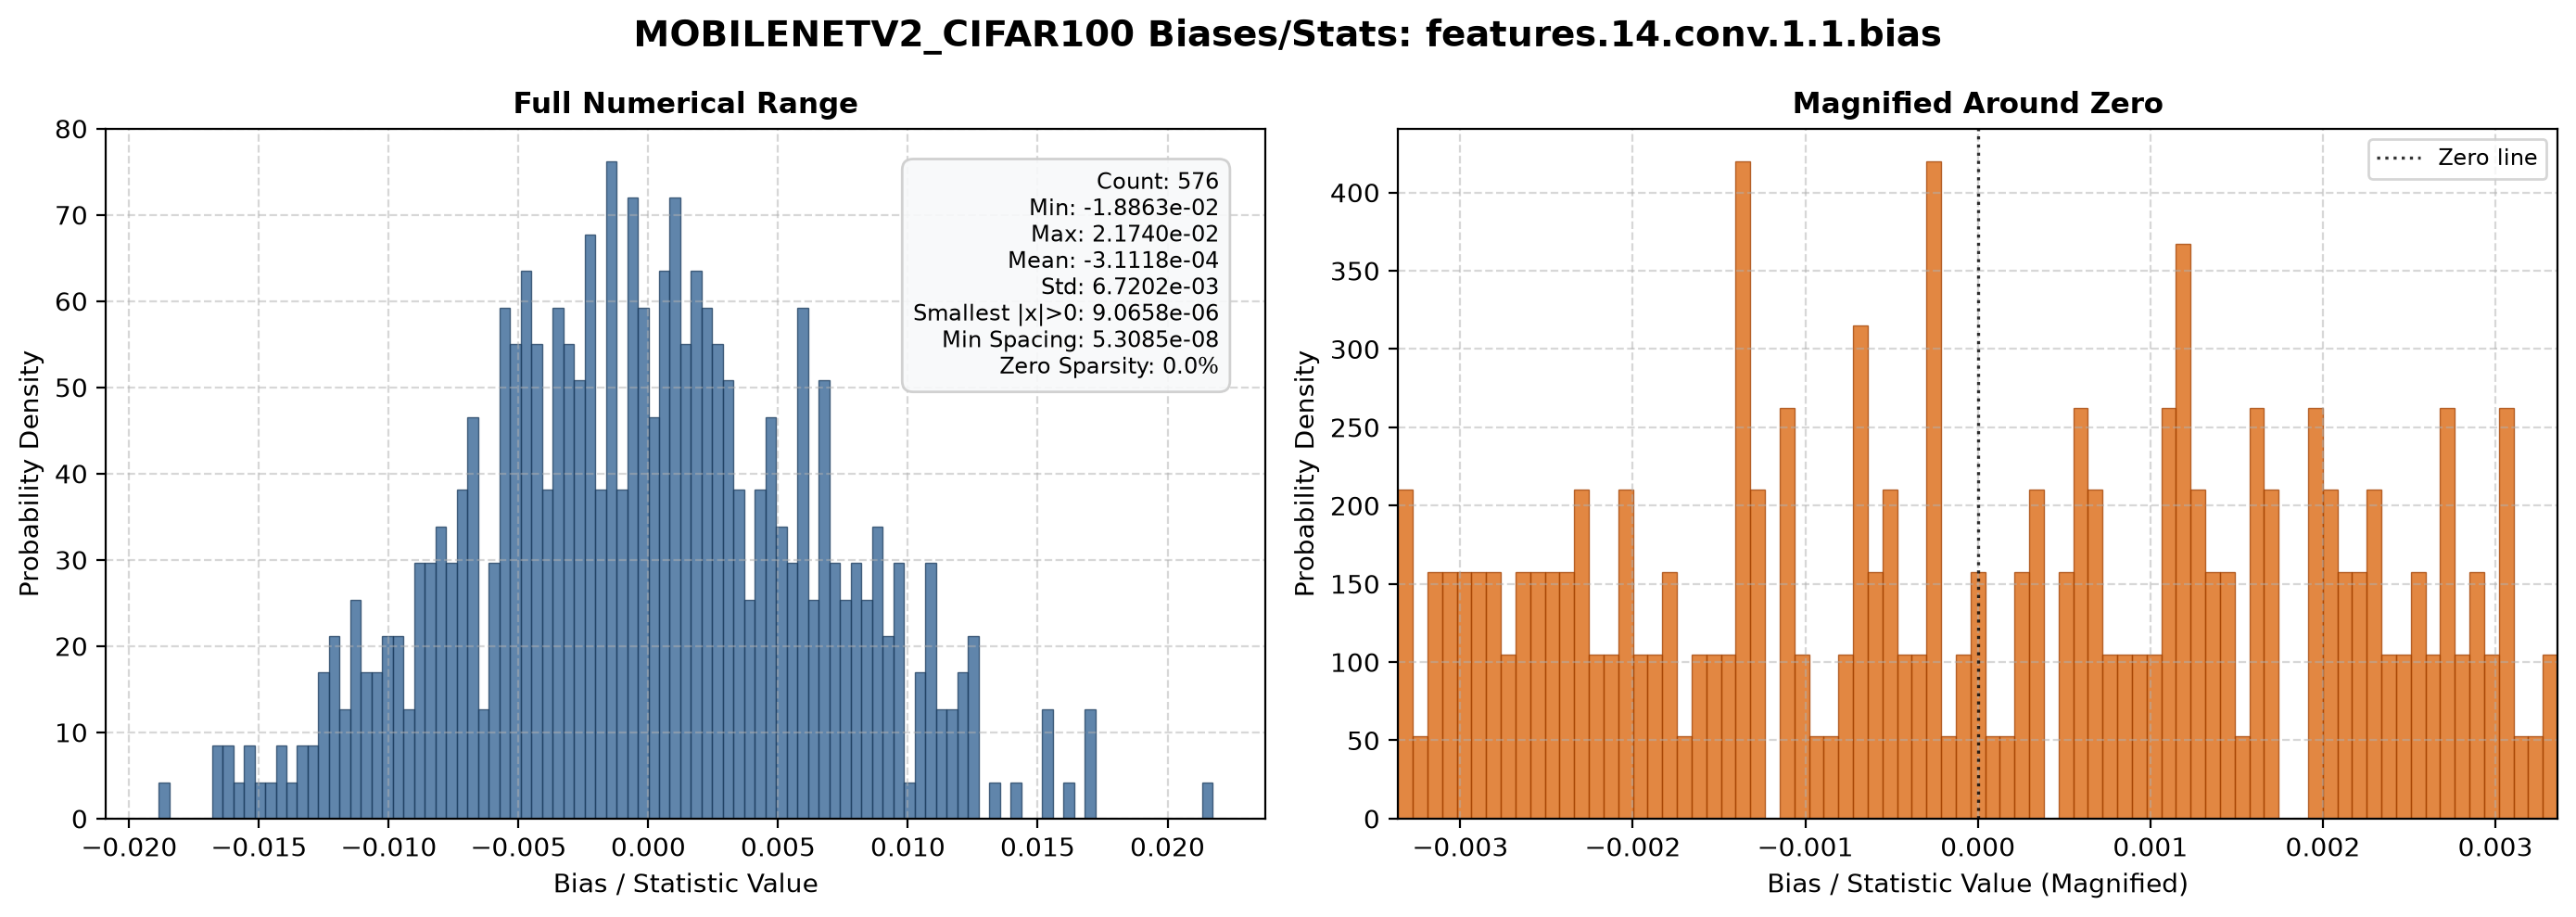 MOBILENETV2_CIFAR100 Biases/Stats: features.14.conv.1.1.bias
Full Numerical Range
Probability Density
80
70
60
50
40
30
20
10
0
Count: 576
Min: -1.8863e-02
Max: 2.1740e-02
Mean: -3.1118e-04
Std: 6.7202e-03
Smallest |x|>0: 9.0658e-06
Min Spacing: 5.3085e-08
Zero Sparsity: 0.0%
−0.020 −0.015 −0.010 −0.005 0.000 0.005 0.010 0.015 0.020
Bias / Statistic Value
Magnified Around Zero
Probability Density
400
350
300
250
200
150
100
50
0
Zero line
−0.003 −0.002 −0.001 0.000 0.001 0.002 0.003
Bias / Statistic Value (Magnified)